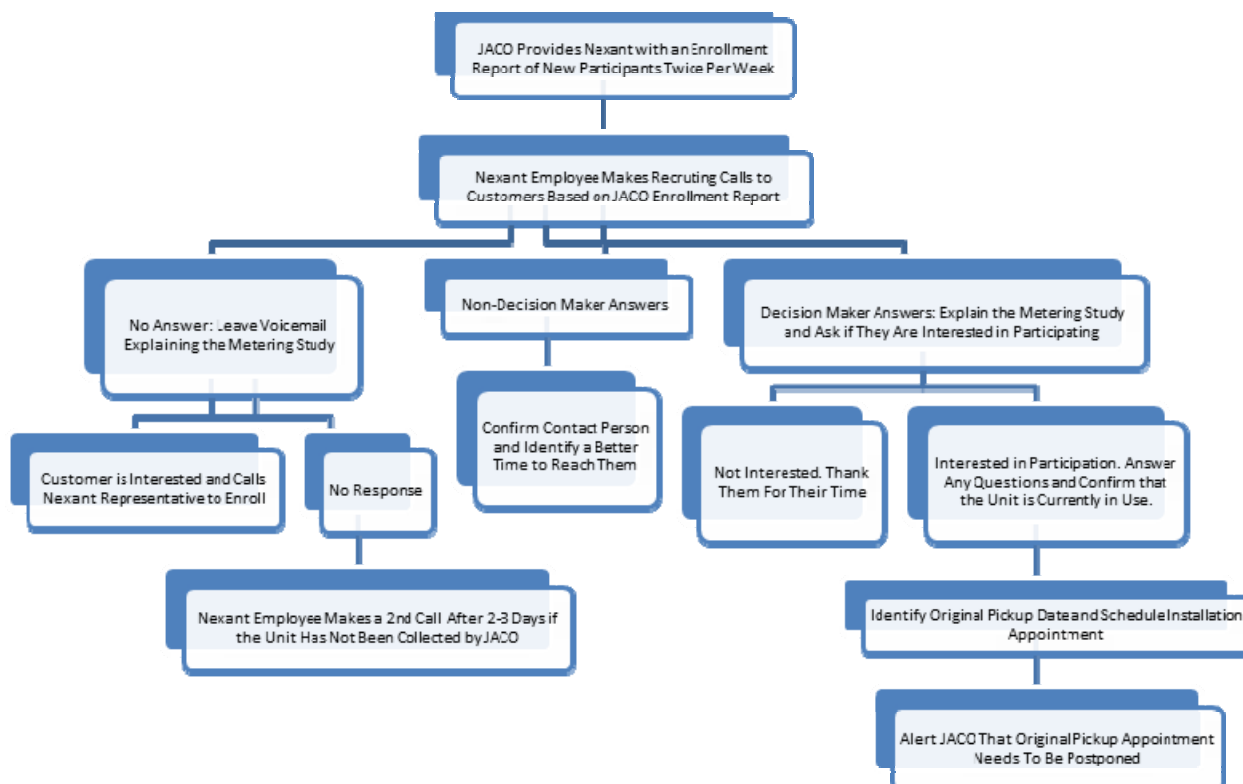 JACO Provides Nexant with an Enrollment
Report of New Participants Twice Per Week
Nexant Employee Makes Recruting Calls to
Customers Based on JACO Enrollment Report
No Answer: Leave Voicemail
Explaining the Metering Study
Non-Decision Maker Answers
Decision Maker Answers: Explain the Metering Study
and Ask if They Are Interested in Participating
Customer is Interested and Calls
Nexant Representative to Enroll
No Response
Confirm Contact Person
and Identify a Better
Time to Reach Them
Not Interested. Thank
Them For Their Time
Interested in Participation. Answer
Any Questions and Confirm that
the Unit is Currently in Use.
Nexant Employee Makes a 2nd Call After 2-3 Days if
the Unit Has Not Been Collected by JACO
Identify Original Pickup Date and Schedule Installation
Appointment
Alert JACO That Original Pickup Appointment
Needs To Be Postponed